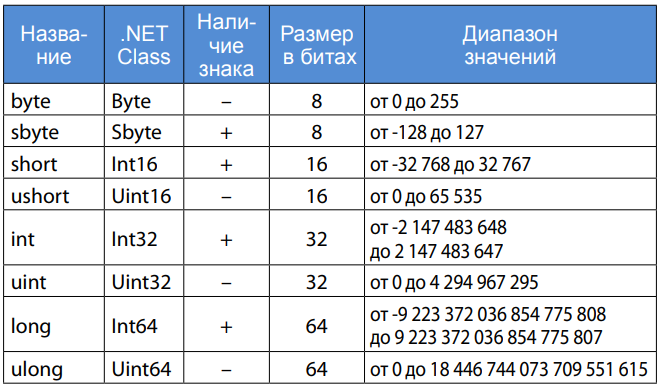 Назва-
ние
.NET
Class
Нали-
чие
знака
Размер
в битах
Диапазон
значений
byte Byte – 8 от 0 до 255
sbyte Sbyte + 8 от -128 до 127
short Int16 + 16 от -32 768 до 32 767
ushort Uint16 – 16 от 0 до 65 535
int Int32 + 32 от -2 147 483 648
до 2 147 483 647
uint Uint32 – 32 от 0 до 4 294 967 295
long Int64 + 64 от -9 223 372 036 854 775 808
до 9 223 372 036 854 775 807
ulong Uint64 – 64 от 0 до 18 446 744 073 709 551 615